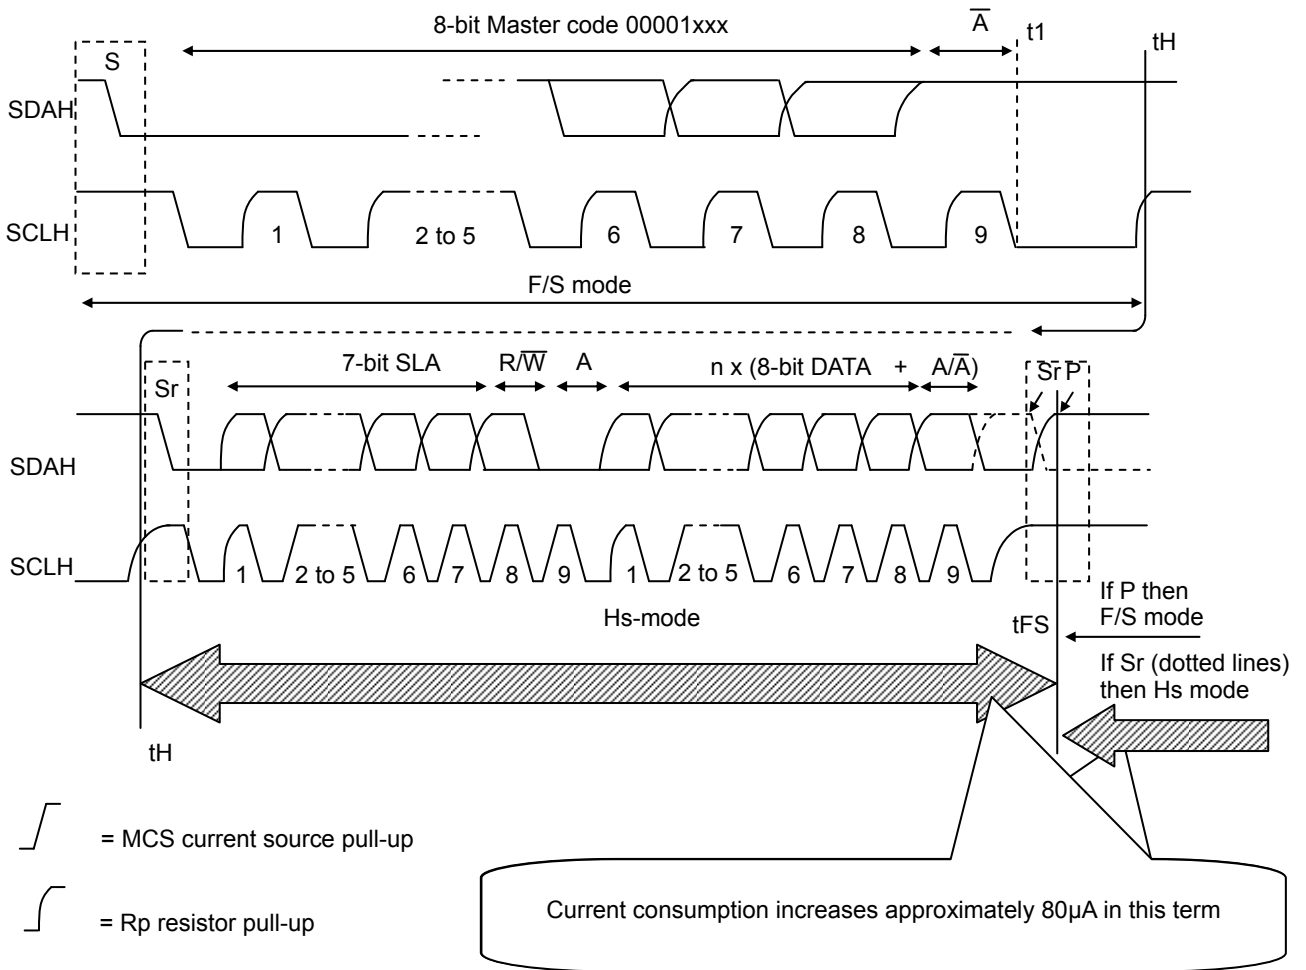 8-bit Master code 00001xxx
A̅
t1
tH
S
SDAH
SCLH
1
2 to 5
6
7
8
9
F/S mode
7-bit SLA
R/W̅
A
n x (8-bit DATA + A/A̅)
Sr
Sr P
SDAH
SCLH
1
2 to 5
6
7
8
9
1
2 to 5
6
7
8
9
Hs-mode
tFS
If P then
F/S mode
If Sr (dotted lines)
then Hs mode
tH
= MCS current source pull-up
= Rp resistor pull-up
Current consumption increases approximately 80µA in this term